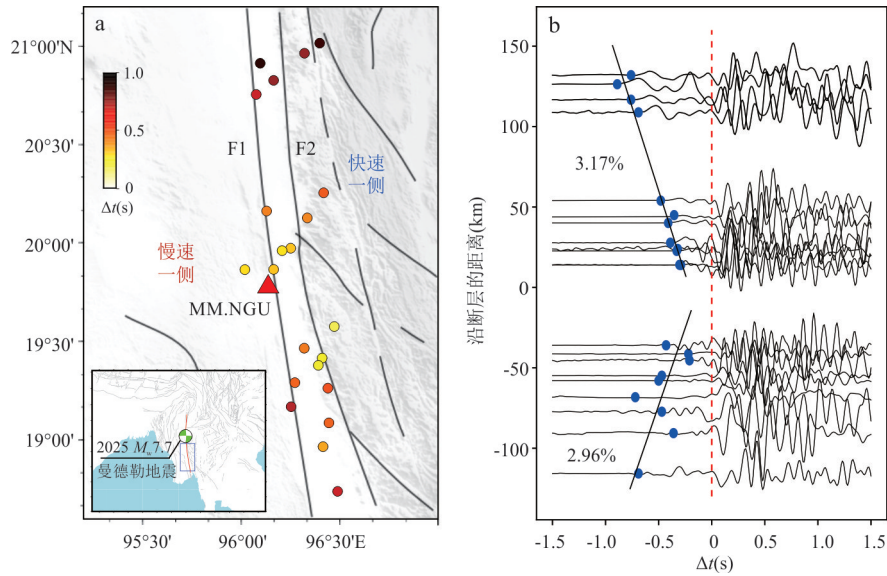 a
21°00′N
20°30′
20°00′
19°30′
19°00′
95°30′
96°00′
96°30′E
1.0
0.5
0
Δt(s)
F1
F2
快速
一侧
慢速
一侧
MM.NGU
2025 Mw7.7
曼德勒地震
b
沿断层的距离(km)
150
100
50
0
-50
-100
3.17%
2.96%
-1.5
-1.0
-0.5
0
0.5
1.0
1.5
Δt(s)